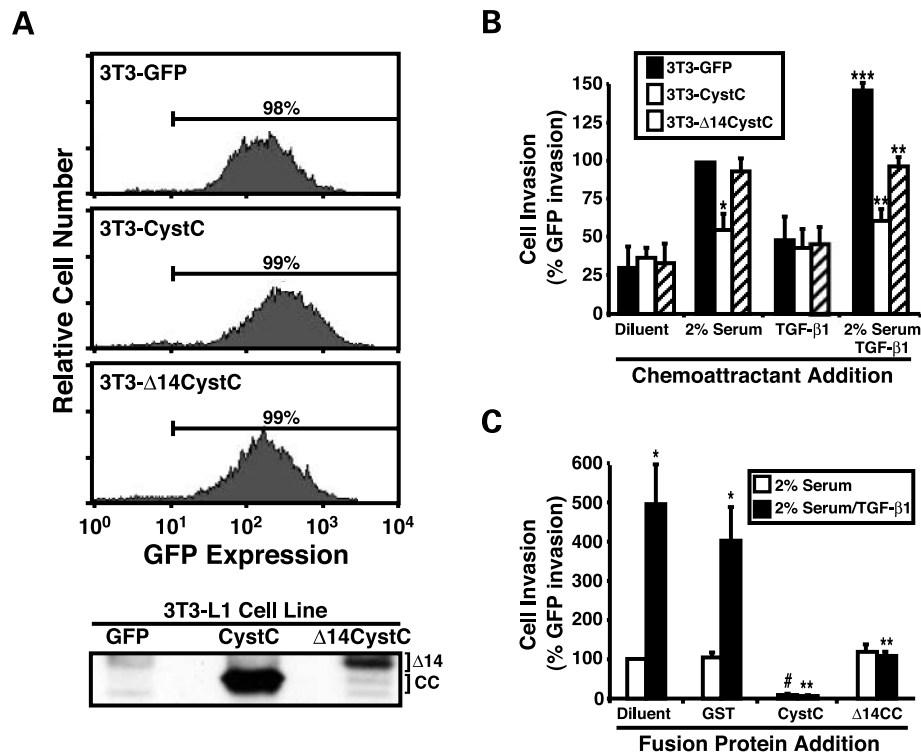 A
3T3-GFP
98%
3T3-CystC
99%
3T3-Δ14CystC
99%
Relative Cell Number
10⁰ 10¹ 10² 10³ 10⁴
GFP Expression
3T3-L1 Cell Line
GFP CystC Δ14CystC
Δ14
CC
B
3T3-GFP
3T3-CystC
3T3-Δ14CystC
Cell Invasion
(% GFP invasion)
150
125
100
75
50
25
0
*
***
**
**
Diluent 2% Serum TGF-β1 2% Serum
TGF-β1
Chemoattractant Addition
C
2% Serum
2% Serum/TGF-β1
Cell Invasion
(% GFP invasion)
600
500
400
300
200
100
0
*
*
# **
**
Diluent GST CystC Δ14CC
Fusion Protein Addition